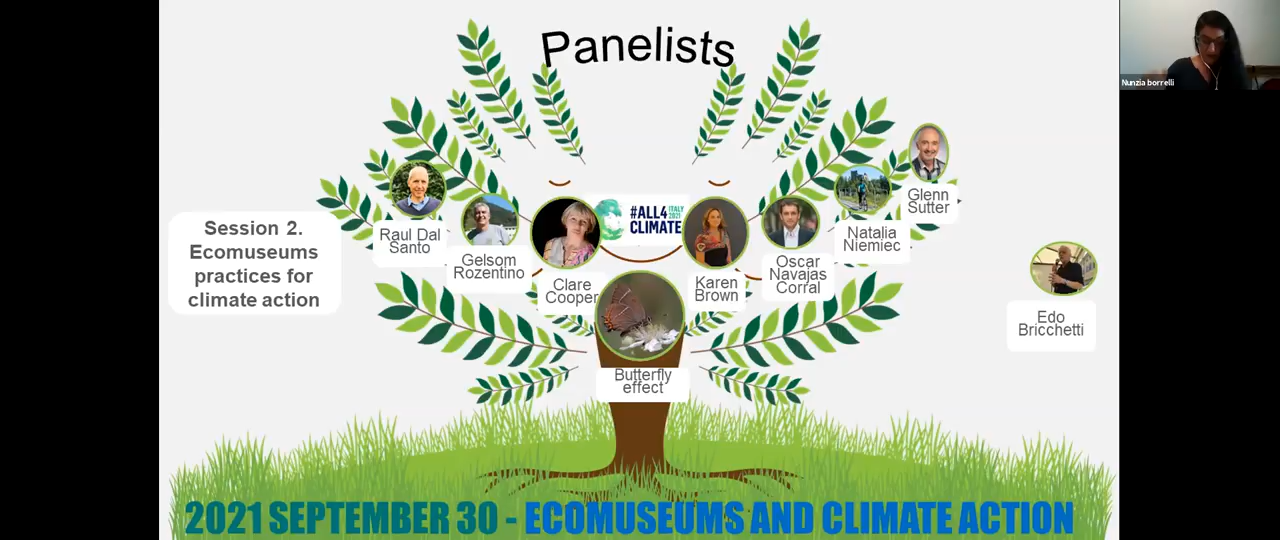 Panelists
Nunzia borrelli
Session 2.
Ecomuseums
practices for
climate action
Raul Dal
Santo
Gelsom
Rozentino
Clare
Cooper
#ALL4
CLIMATE
ITALY
2021
Karen
Brown
Oscar
Navajas
Corral
Natalia
Niemiec
Glenn
Sutter
Edo
Bricchetti
Butterfly
effect
2021 SEPTEMBER 30 - ECOMUSEUMS AND CLIMATE ACTION